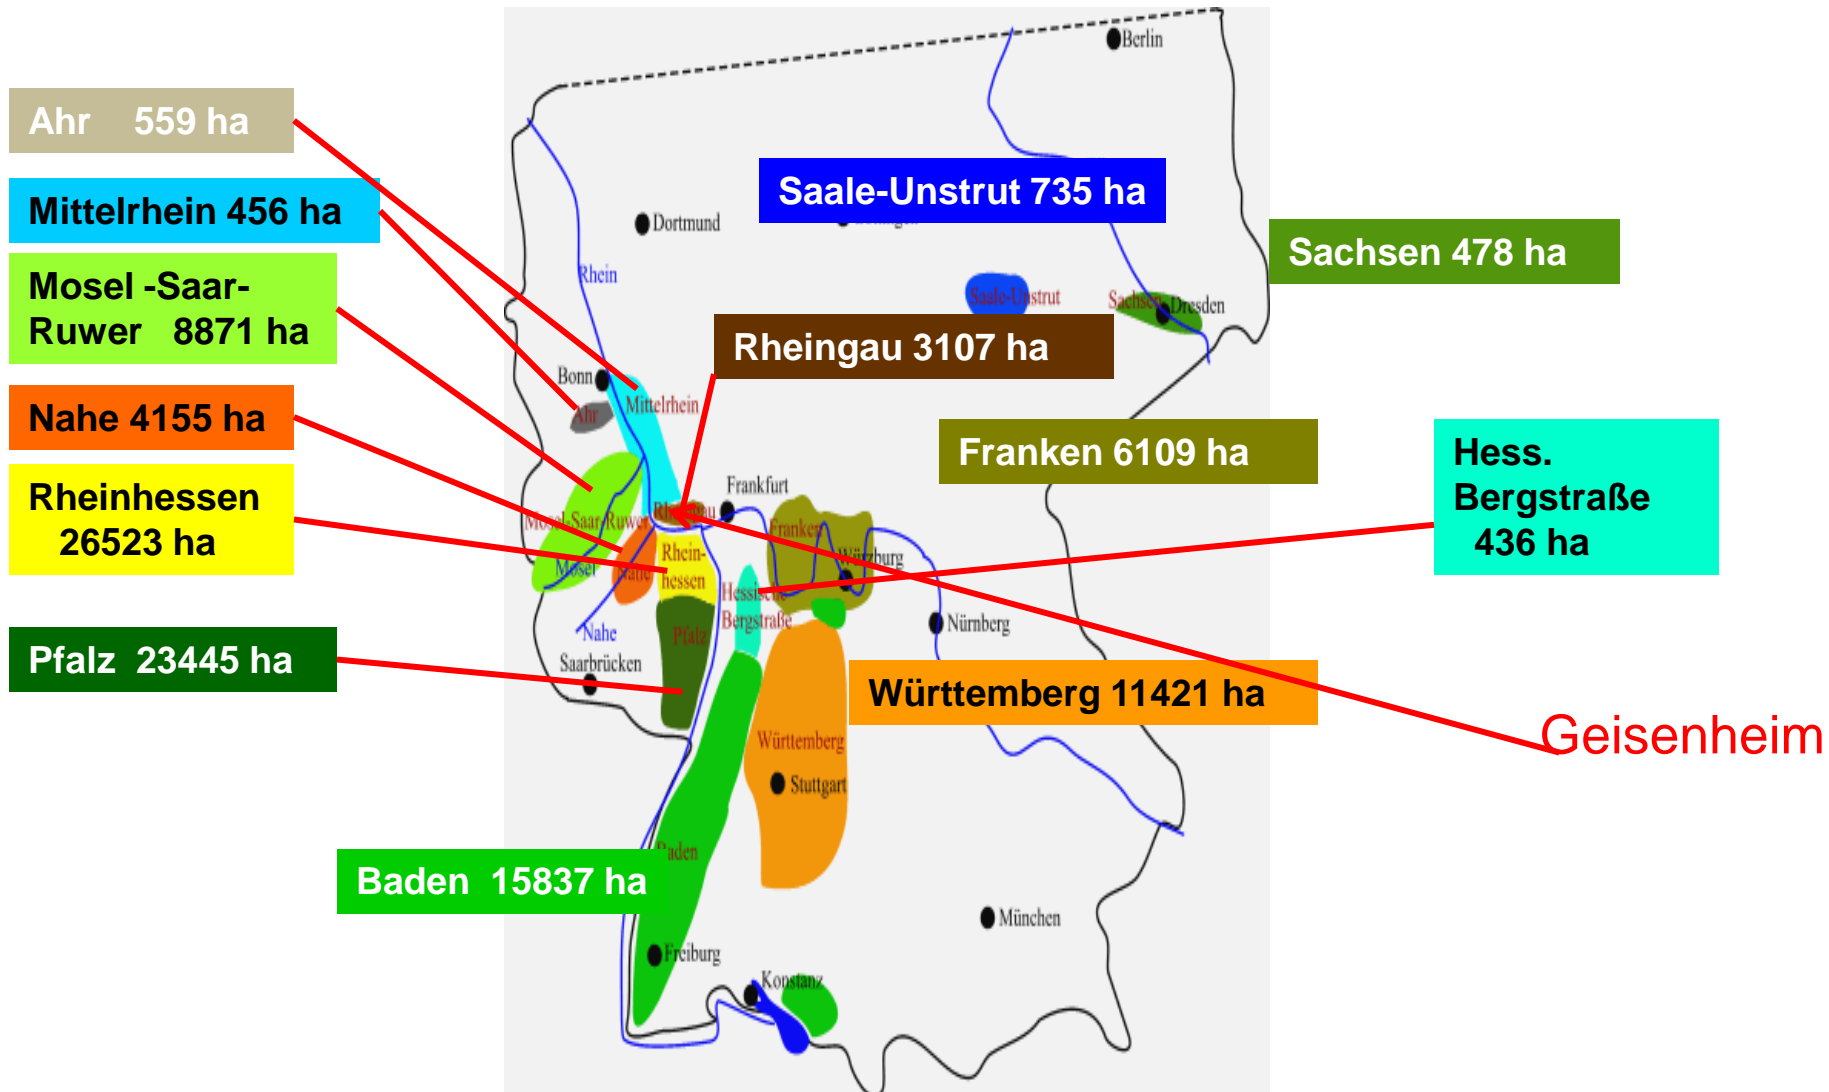 Berlin
Ahr 559 ha
Saale-Unstrut 735 ha
Mittelrhein 456 ha
Dortmund
Sachsen 478 ha
Mosel -Saar-
Ruwer 8871 ha
Rhein
Saale-Unstrut
Sachsen
Dresden
Rheingau 3107 ha
Bonn
Nahe 4155 ha
Ahr
Mittelrhein
Franken 6109 ha
Hess.
Bergstraße
436 ha
Rheinhessen
26523 ha
Frankfurt
Rheingau
Mosel-Saar-Ruwer
Franken
Rhein-
hessen
Würzburg
Mosel
Nahe
Hessische
Bergstraße
Nahe
Pfalz
Nürnberg
Pfalz 23445 ha
Saarbrücken
Württemberg 11421 ha
Geisenheim
Württemberg
Stuttgart
Baden
Baden 15837 ha
München
Freiburg
Konstanz